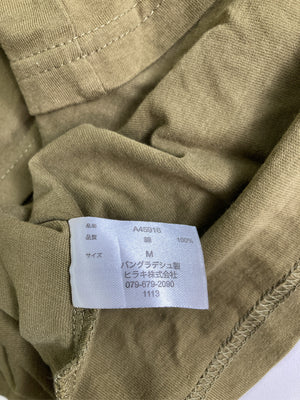 品番 A45916
品質 綿 100%
サイズ M
バングラデシュ製
ヒラキ株式会社
079-679-2090
1113